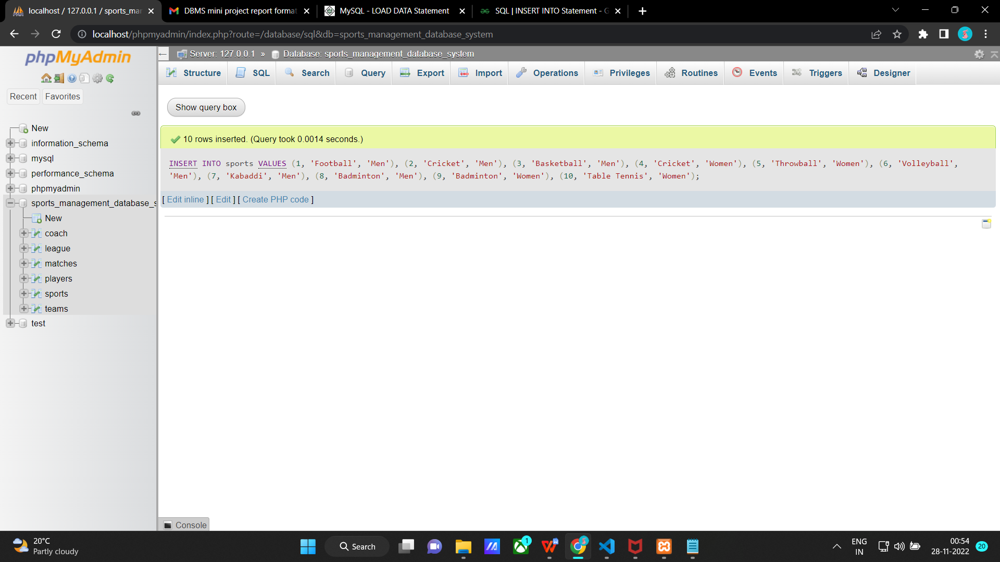 localhost / 127.0.0.1 / sports_mar
DBMS mini project report format
MySQL - LOAD DATA Statement
SQL | INSERT INTO Statement - G
localhost/phpmyadmin/index.php?route=/database/sql&db=sports_management_database_system
phpMyAdmin
Server: 127.0.0.1 » Database: sports_management_database_system
Structure SQL Search Query Export Import Operations Privileges Routines Events Triggers Designer
Recent Favorites
Show query box
New
information_schema
mysql
performance_schema
phpmyadmin
sports_management_database_s
New
coach
league
matches
players
sports
teams
test
10 rows inserted. (Query took 0.0014 seconds.)
INSERT INTO sports VALUES (1, 'Football', 'Men'), (2, 'Cricket', 'Men'), (3, 'Basketball', 'Men'), (4, 'Cricket', 'Women'), (5, 'Throwball', 'Women'), (6, 'Volleyball',
'Men'), (7, 'Kabaddi', 'Men'), (8, 'Badminton', 'Men'), (9, 'Badminton', 'Women'), (10, 'Table Tennis', 'Women');
[ Edit inline ] [ Edit ] [ Create PHP code ]
Console
20°C
Partly cloudy
Search
1
ENG
IN
00:54
28-11-2022
20